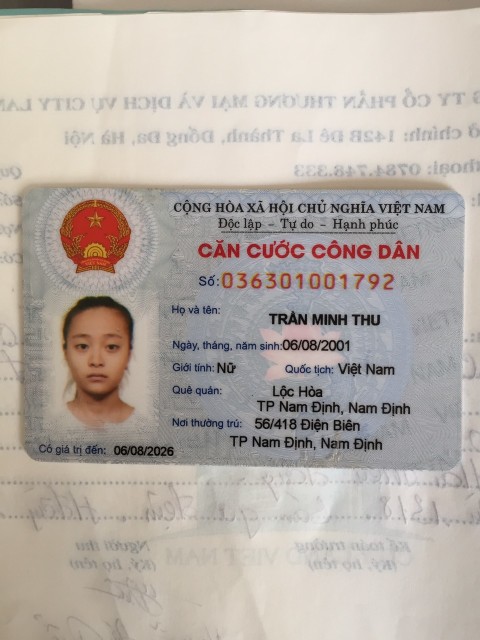 G TY CỔ PHẦN THƯƠNG MẠI VÀ DỊCH VỤ CITY LAN
ở chính: 142B Đê La Thành, Đống Đa, Hà Nội
thoại: 0784.748.333
CỘNG HÒA XÃ HỘI CHỦ NGHĨA VIỆT NAM
Độc lập – Tự do – Hạnh phúc
CĂN CƯỚC CÔNG DÂN
Số: 036301001792
Họ và tên:
TRẦN MINH THU
Ngày, tháng, năm sinh: 06/08/2001
Giới tính: Nữ Quốc tịch: Việt Nam
Quê quán: Lộc Hòa
TP Nam Định, Nam Định
Nơi thường trú: 56/418 Điện Biên
TP Nam Định, Nam Định
Có giá trị đến: 06/08/2026
Kế toán trưởng
(Ký, họ tên)
Người thu
(Ký, họ tên)